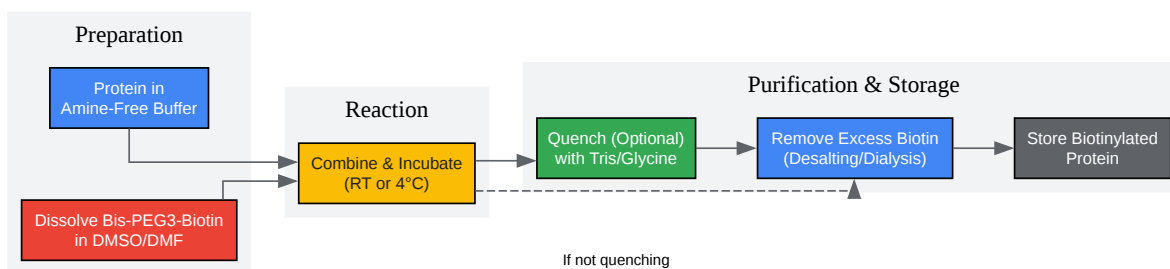 Preparation
Protein in
Amine-Free Buffer
Dissolve Bis-PEG3-Biotin
in DMSO/DMF
Reaction
Combine & Incubate
(RT or 4°C)
Purification & Storage
Quench (Optional)
with Tris/Glycine
Remove Excess Biotin
(Desalting/Dialysis)
Store Biotinylated
Protein
If not quenching